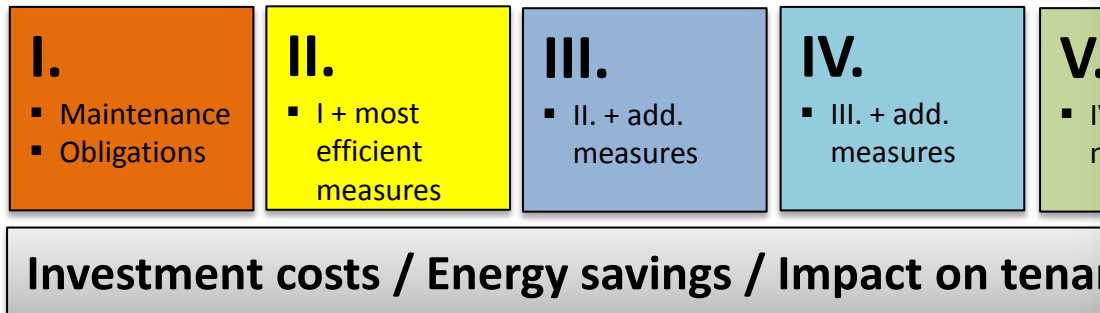 I.
▪ Maintenance
▪ Obligations
II.
▪ I + most
efficient
measures
III.
▪ II. + add.
measures
IV.
▪ III. + add.
measures
V.
Investment costs / Energy savings / Impact on